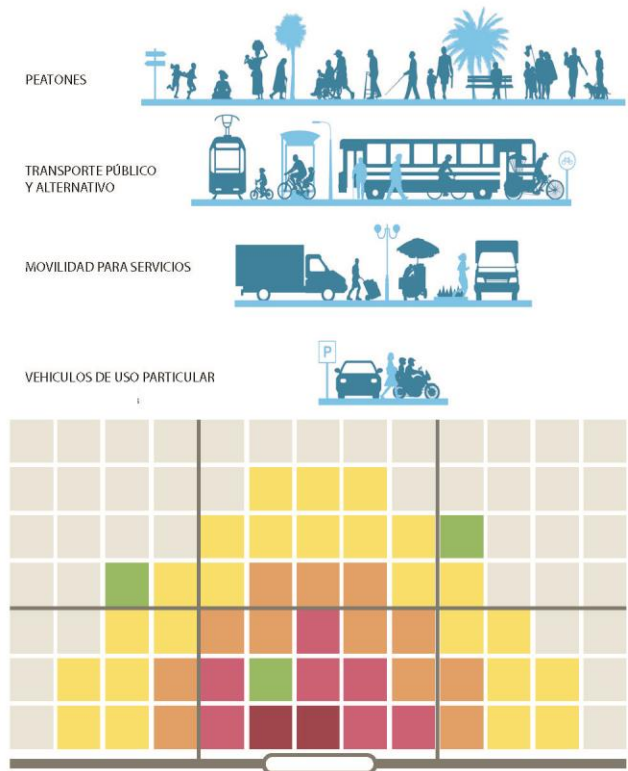 PEATONES
TRANSPORTE PÚBLICO
Y ALTERNATIVO
MOVILIDAD PARA SERVICIOS
P
VEHICULOS DE USO PARTICULAR